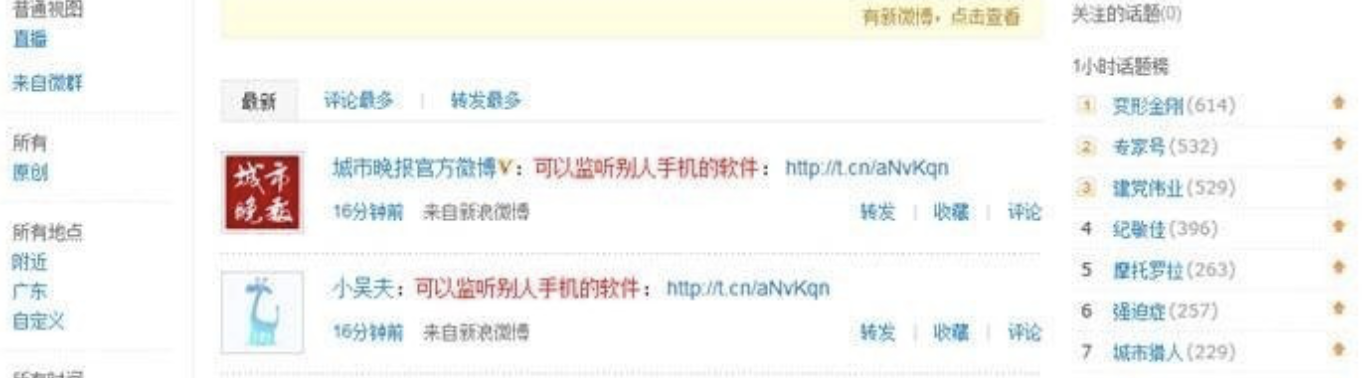 普通视图
直播
来自微群
所有
原创
所有地点
附近
广东
自定义
所有时间
有新微博，点击查看
最新 评论最多 | 转发最多
城市晚报
城市晚报官方微博V：可以监听别人手机的软件： http://t.cn/aNvKqn
16分钟前 来自新浪微博 转发 | 收藏 | 评论
小吴夫：可以监听别人手机的软件： http://t.cn/aNvKqn
16分钟前 来自新浪微博 转发 | 收藏 | 评论
关注的话题(0)
1小时话题榜
1 变形金刚(614)
2 专家号(532)
3 建党伟业(529)
4 纪敬佳(396)
5 摩托罗拉(263)
6 强迫症(257)
7 城市猎人(229)